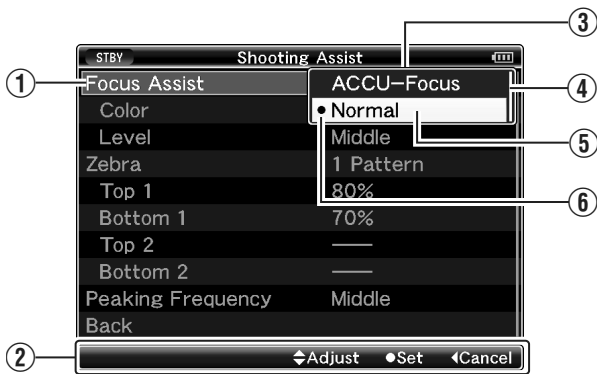 ③
STBY Shooting Assist
① Focus Assist ACCU-Focus ④
Color ● Normal ⑤
Level Middle
Zebra 1 Pattern
Top 1 80% ⑥
Bottom 1 70%
Top 2 ——
Bottom 2 ——
Peaking Frequency Middle
Back
② Adjust ●Set Cancel